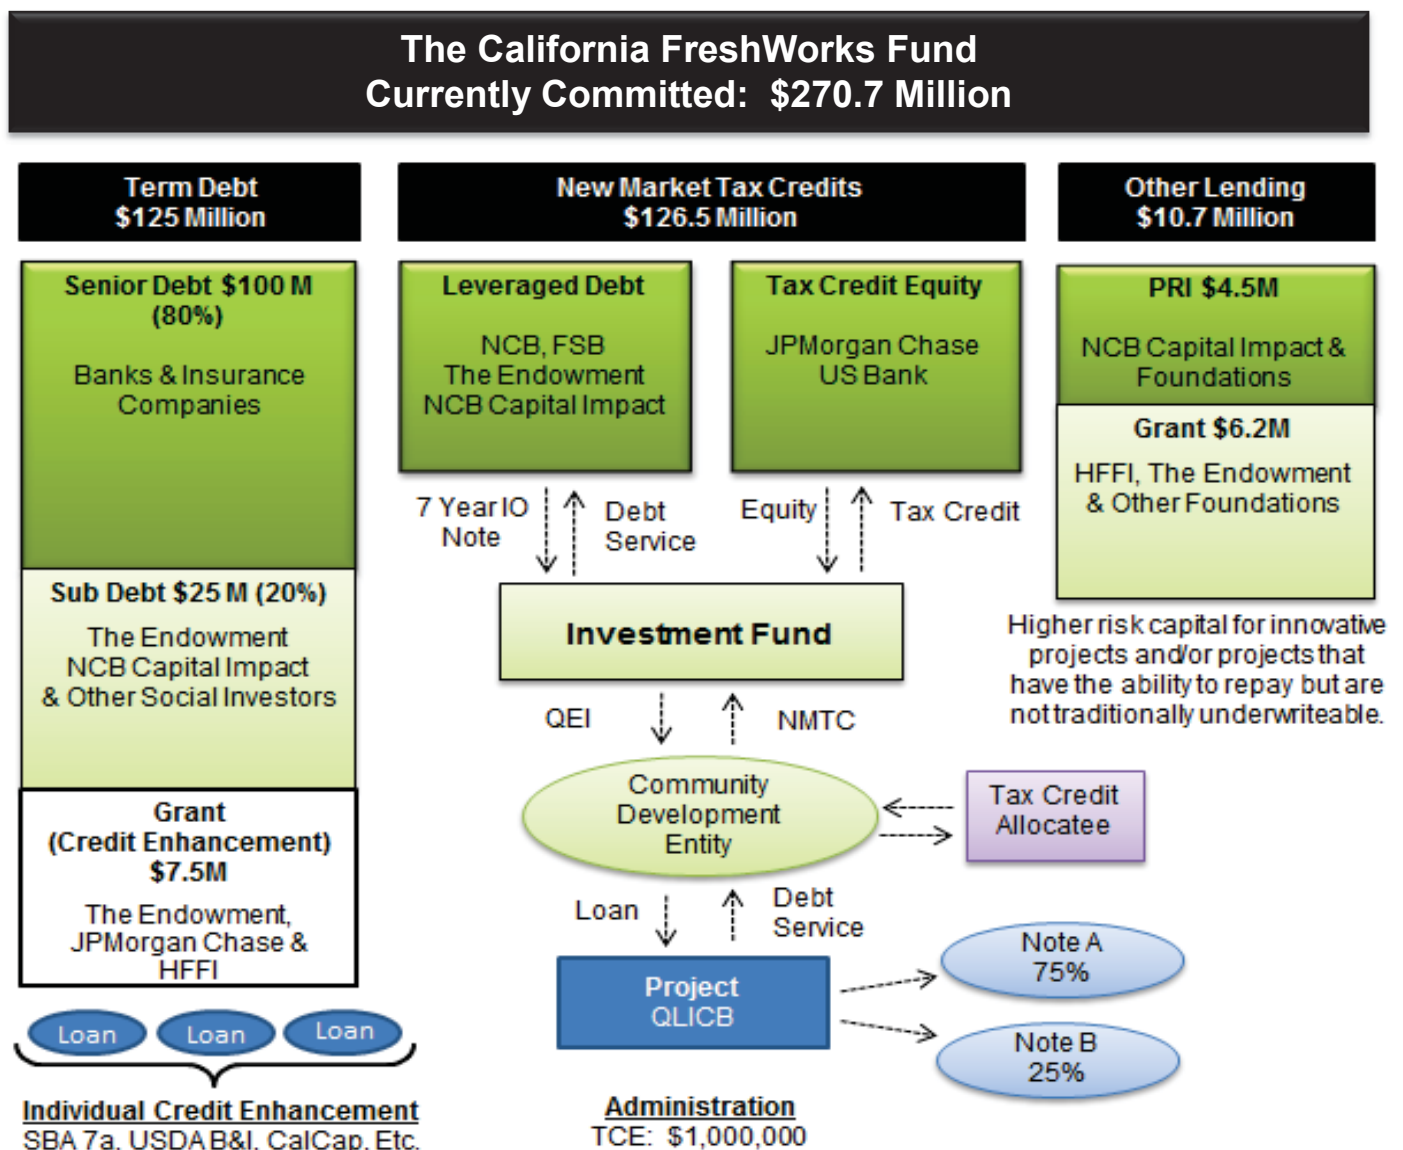 The California FreshWorks Fund
Currently Committed: $270.7 Million
Term Debt
$125 Million
Senior Debt $100 M
(80%)
Banks & Insurance
Companies
Sub Debt $25 M (20%)
The Endowment
NCB Capital Impact
& Other Social Investors
Grant
(Credit Enhancement)
$7.5M
The Endowment,
JPMorgan Chase &
HFFI
Loan
Loan
Loan
Individual Credit Enhancement
SBA 7a, USDA B&I, CalCap, Etc.
New Market Tax Credits
$126.5 Million
Leveraged Debt
NCB, FSB
The Endowment
NCB Capital Impact
Tax Credit Equity
JPMorgan Chase
US Bank
7 Year IO
Note
Debt
Service
Equity
Tax Credit
Investment Fund
QEI
NMTC
Community
Development
Entity
Tax Credit
Allocatee
Loan
Debt
Service
Project
QLICB
Note A
75%
Note B
25%
Administration
TCE: $1,000,000
Other Lending
$10.7 Million
PRI $4.5M
NCB Capital Impact &
Foundations
Grant $6.2M
HFFI, The Endowment
& Other Foundations
Higher risk capital for innovative
projects and/or projects that
have the ability to repay but are
not traditionally underwriteable.